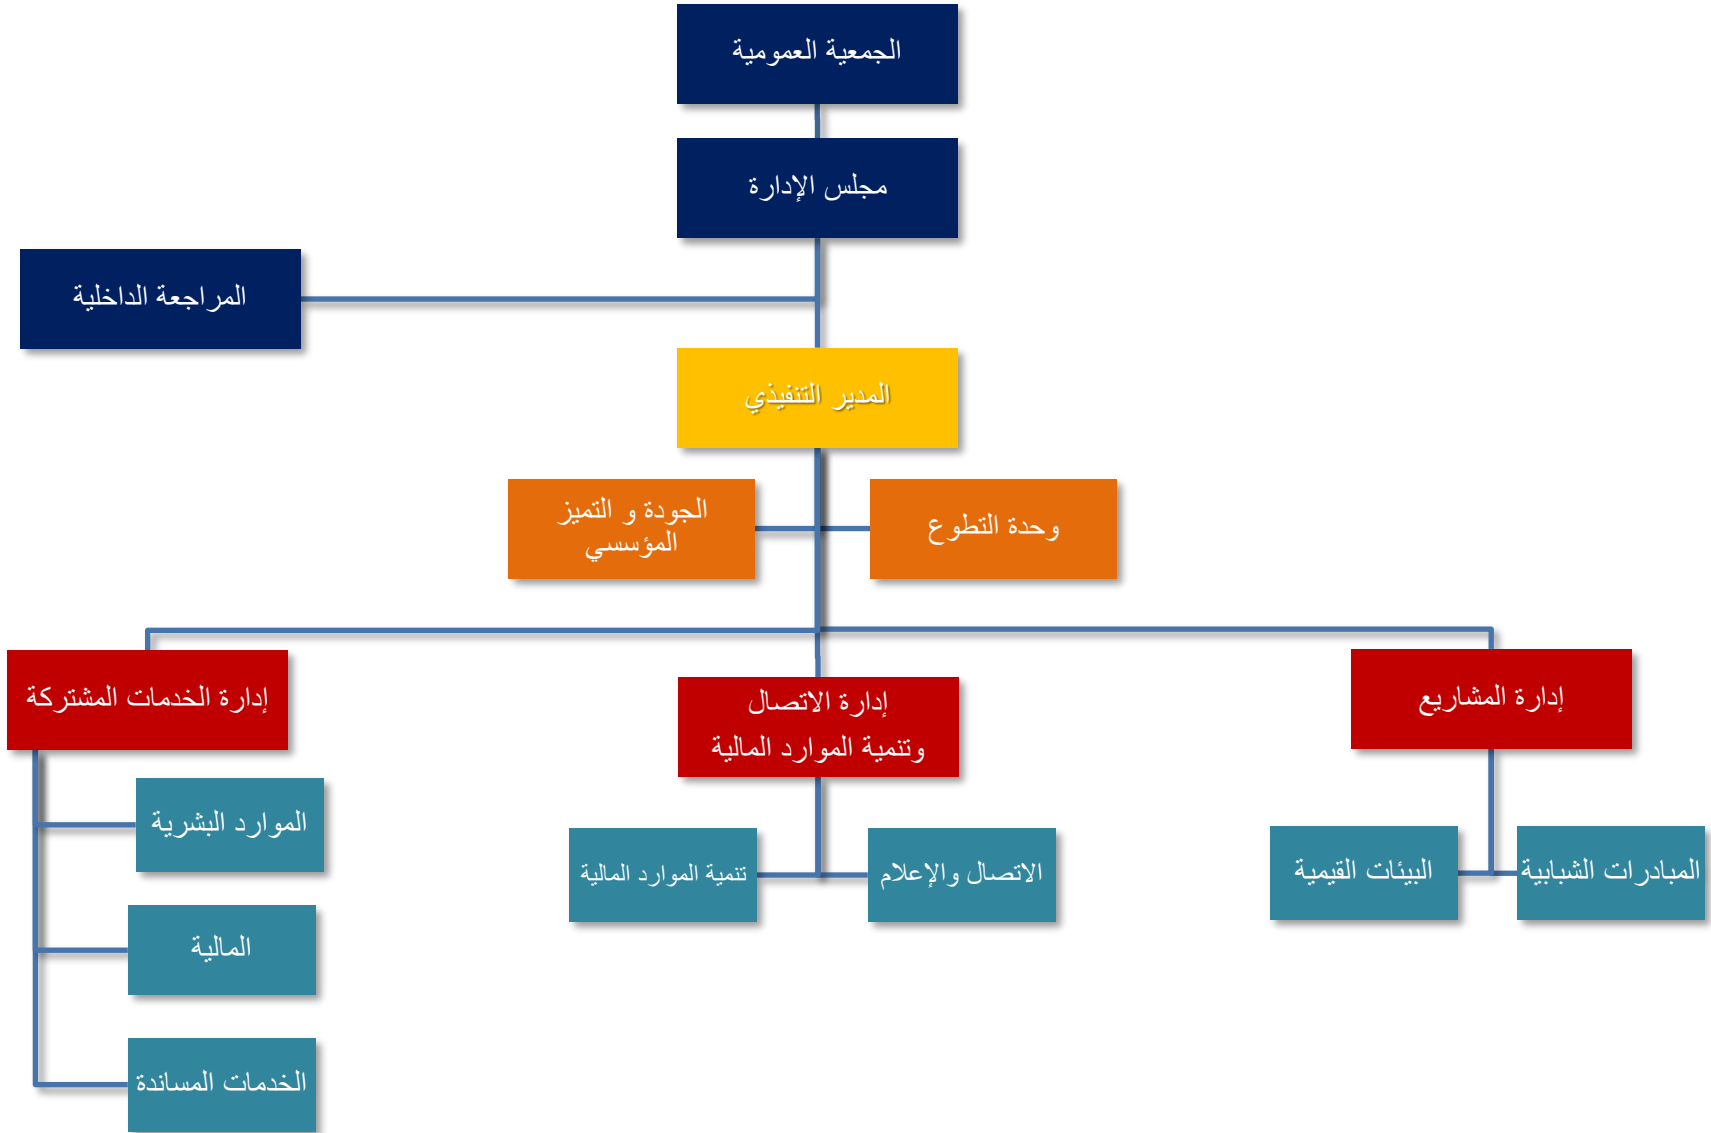 الجمعية العمومية
مجلس الإدارة
المراجعة الداخلية
المدير التنفيذي
وحدة التطوع
الجودة و التميز
المؤسسي
إدارة المشاريع
إدارة الاتصال
وتنمية الموارد المالية
إدارة الخدمات المشتركة
المبادرات الشبابية
البيئات القيمية
الاتصال والإعلام
تنمية الموارد المالية
الموارد البشرية
المالية
الخدمات المساندة